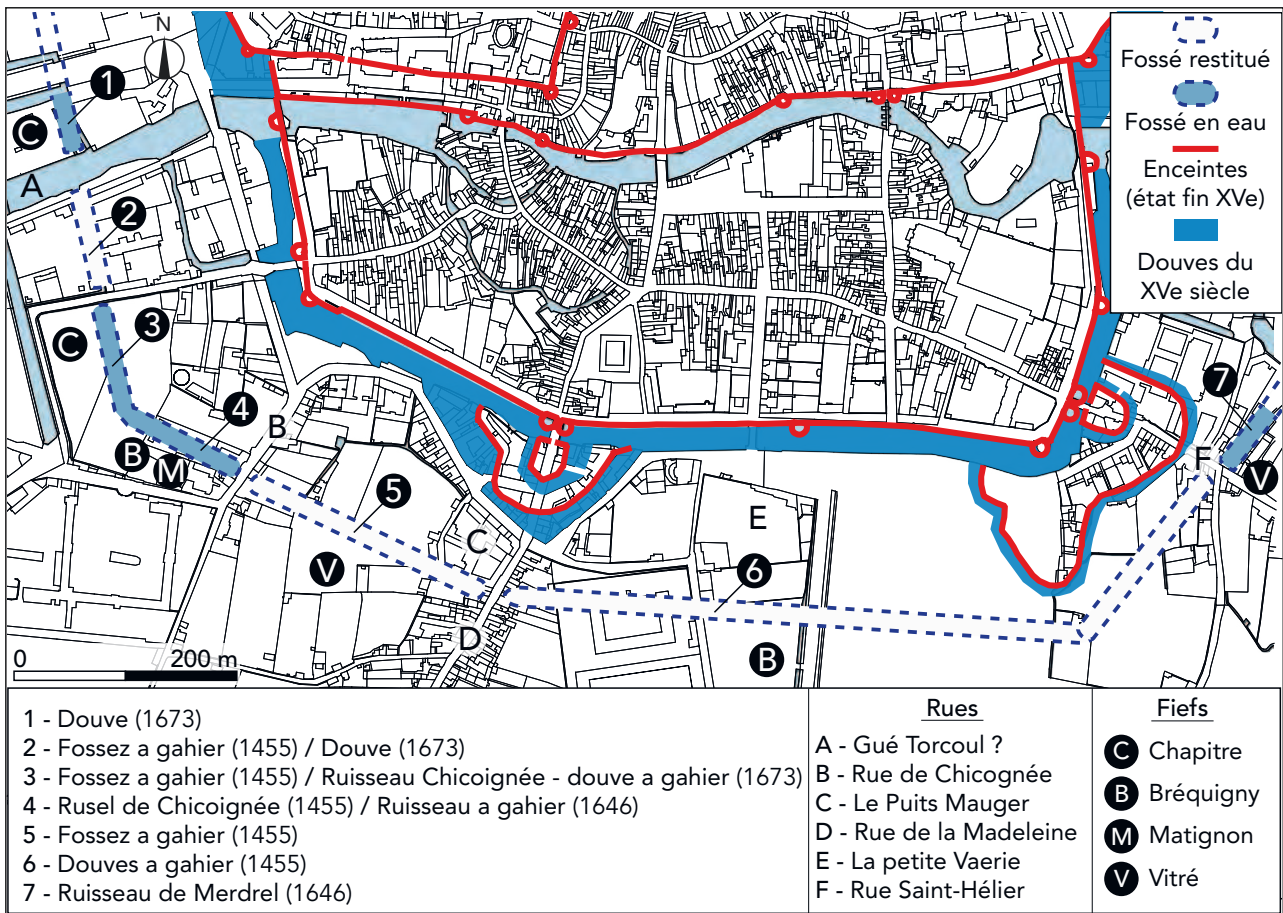 N
1
C
A
2
3
C
4
B
B
M
5
V
C
D
E
6
B
7
F
V
0 200 m
Fossé restitué
Fossé en eau
Enceintes
(état fin XVe)
Douves du
XVe siècle
1 - Douve (1673)
2 - Fossez a gahier (1455) / Douve (1673)
3 - Fossez a gahier (1455) / Ruisseau Chicoignée - douve a gahier (1673)
4 - Rusel de Chicoignée (1455) / Ruisseau a gahier (1646)
5 - Fossez a gahier (1455)
6 - Douves a gahier (1455)
7 - Ruisseau de Merdrel (1646)
Rues
A - Gué Torcoul ?
B - Rue de Chicognée
C - Le Puits Mauger
D - Rue de la Madeleine
E - La petite Vaerie
F - Rue Saint-Hélier
Fiefs
C Chapitre
B Bréquigny
M Matignon
V Vitré